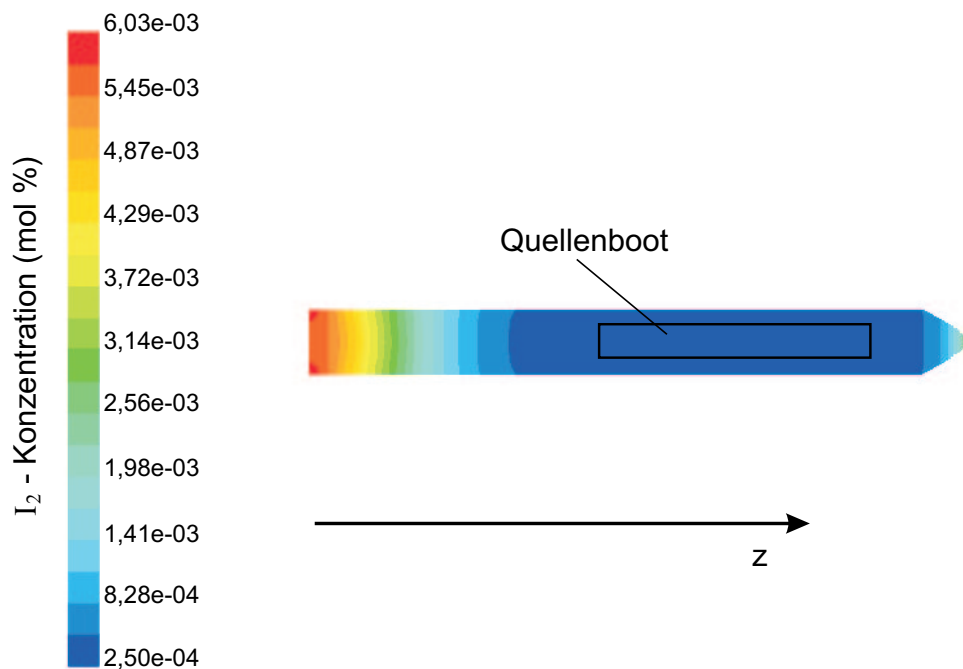 6,03e-03
5,45e-03
4,87e-03
4,29e-03
3,72e-03
3,14e-03
2,56e-03
1,98e-03
1,41e-03
8,28e-04
2,50e-04
I₂ - Konzentration (mol %)
Quellenboot
z